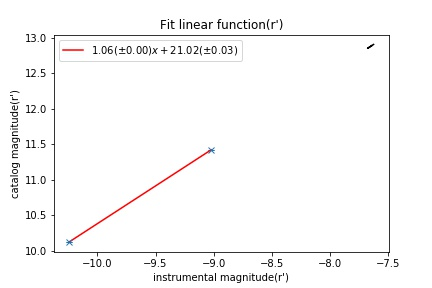 Fit linear function(r')
1.06(±0.00)x + 21.02(±0.03)
catalog magnitude(r')
13.0
12.5
12.0
11.5
11.0
10.5
10.0
−10.0 −9.5 −9.0 −8.5 −8.0 −7.5
instrumental magnitude(r')